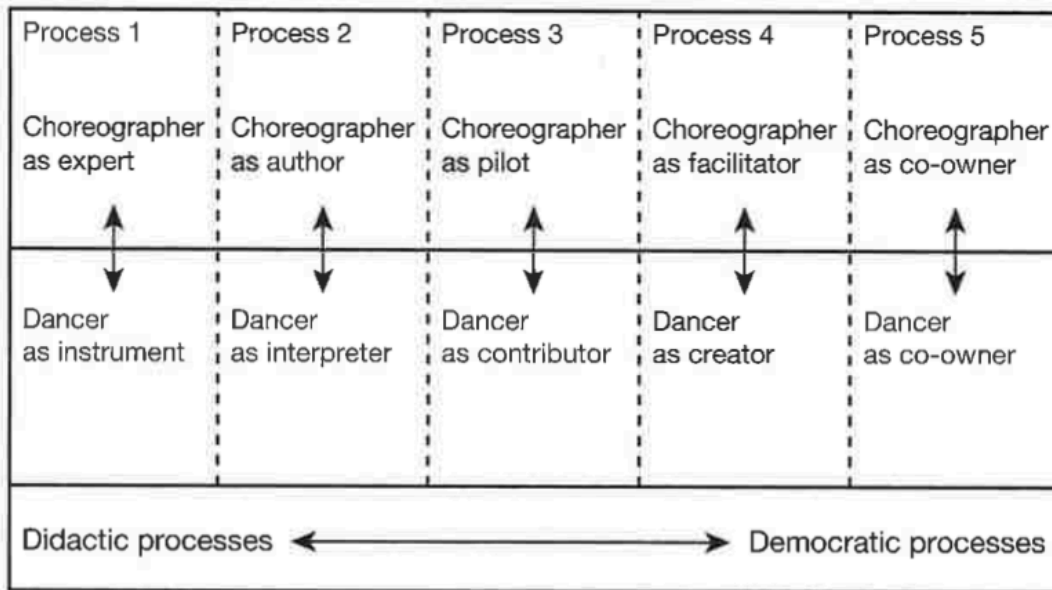 Process 1
Process 2
Process 3
Process 4
Process 5
Choreographer
as expert
Choreographer
as author
Choreographer
as pilot
Choreographer
as facilitator
Choreographer
as co-owner
Dancer
as instrument
Dancer
as interpreter
Dancer
as contributor
Dancer
as creator
Dancer
as co-owner
Didactic processes
Democratic processes